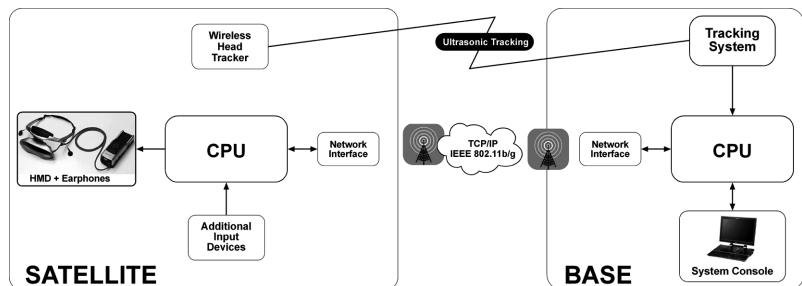 Wireless
Head
Tracker
Ultrasonic Tracking
Tracking
System
HMD + Earphones
CPU
Network
Interface
TCP/IP
IEEE 802.11b/g
Network
Interface
CPU
Additional
Input
Devices
System Console
SATELLITE
BASE